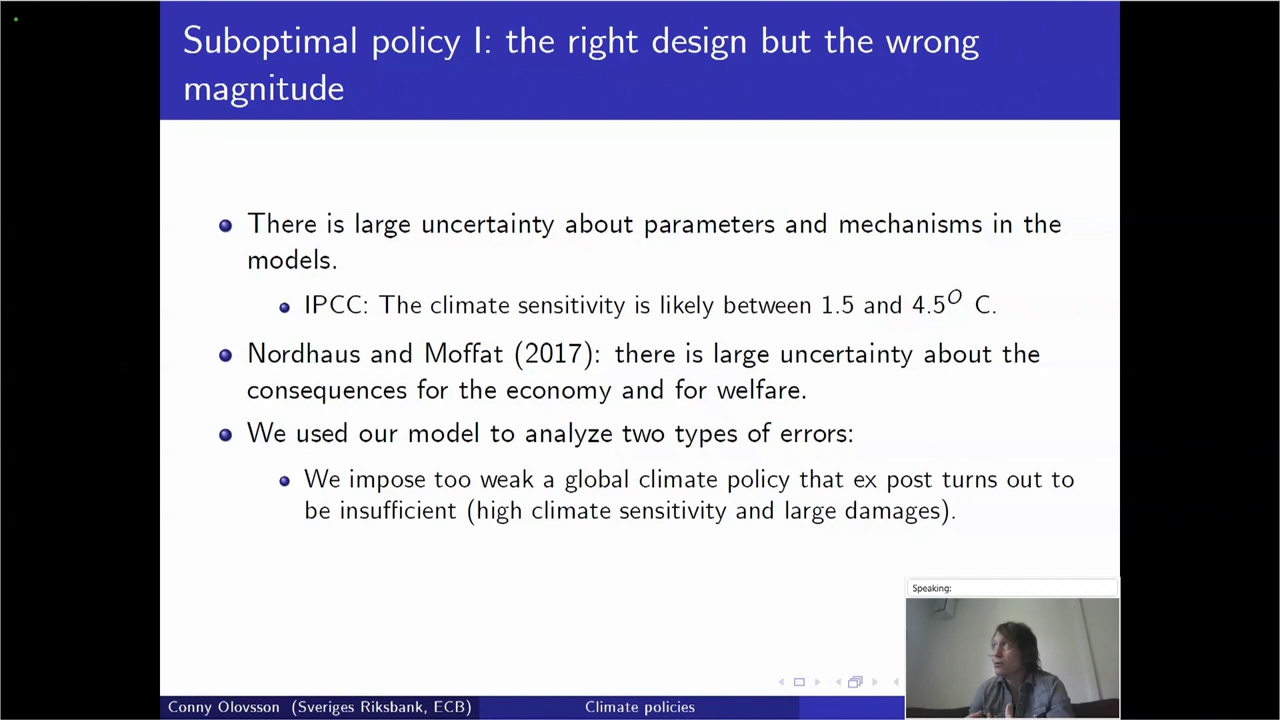 Suboptimal policy I: the right design but the wrong
magnitude
There is large uncertainty about parameters and mechanisms in the
models.
IPCC: The climate sensitivity is likely between 1.5 and 4.5^O C.
Nordhaus and Moffat (2017): there is large uncertainty about the
consequences for the economy and for welfare.
We used our model to analyze two types of errors:
We impose too weak a global climate policy that ex post turns out to
be insufficient (high climate sensitivity and large damages).
Speaking:
Conny Olovsson (Sveriges Riksbank, ECB)
Climate policies